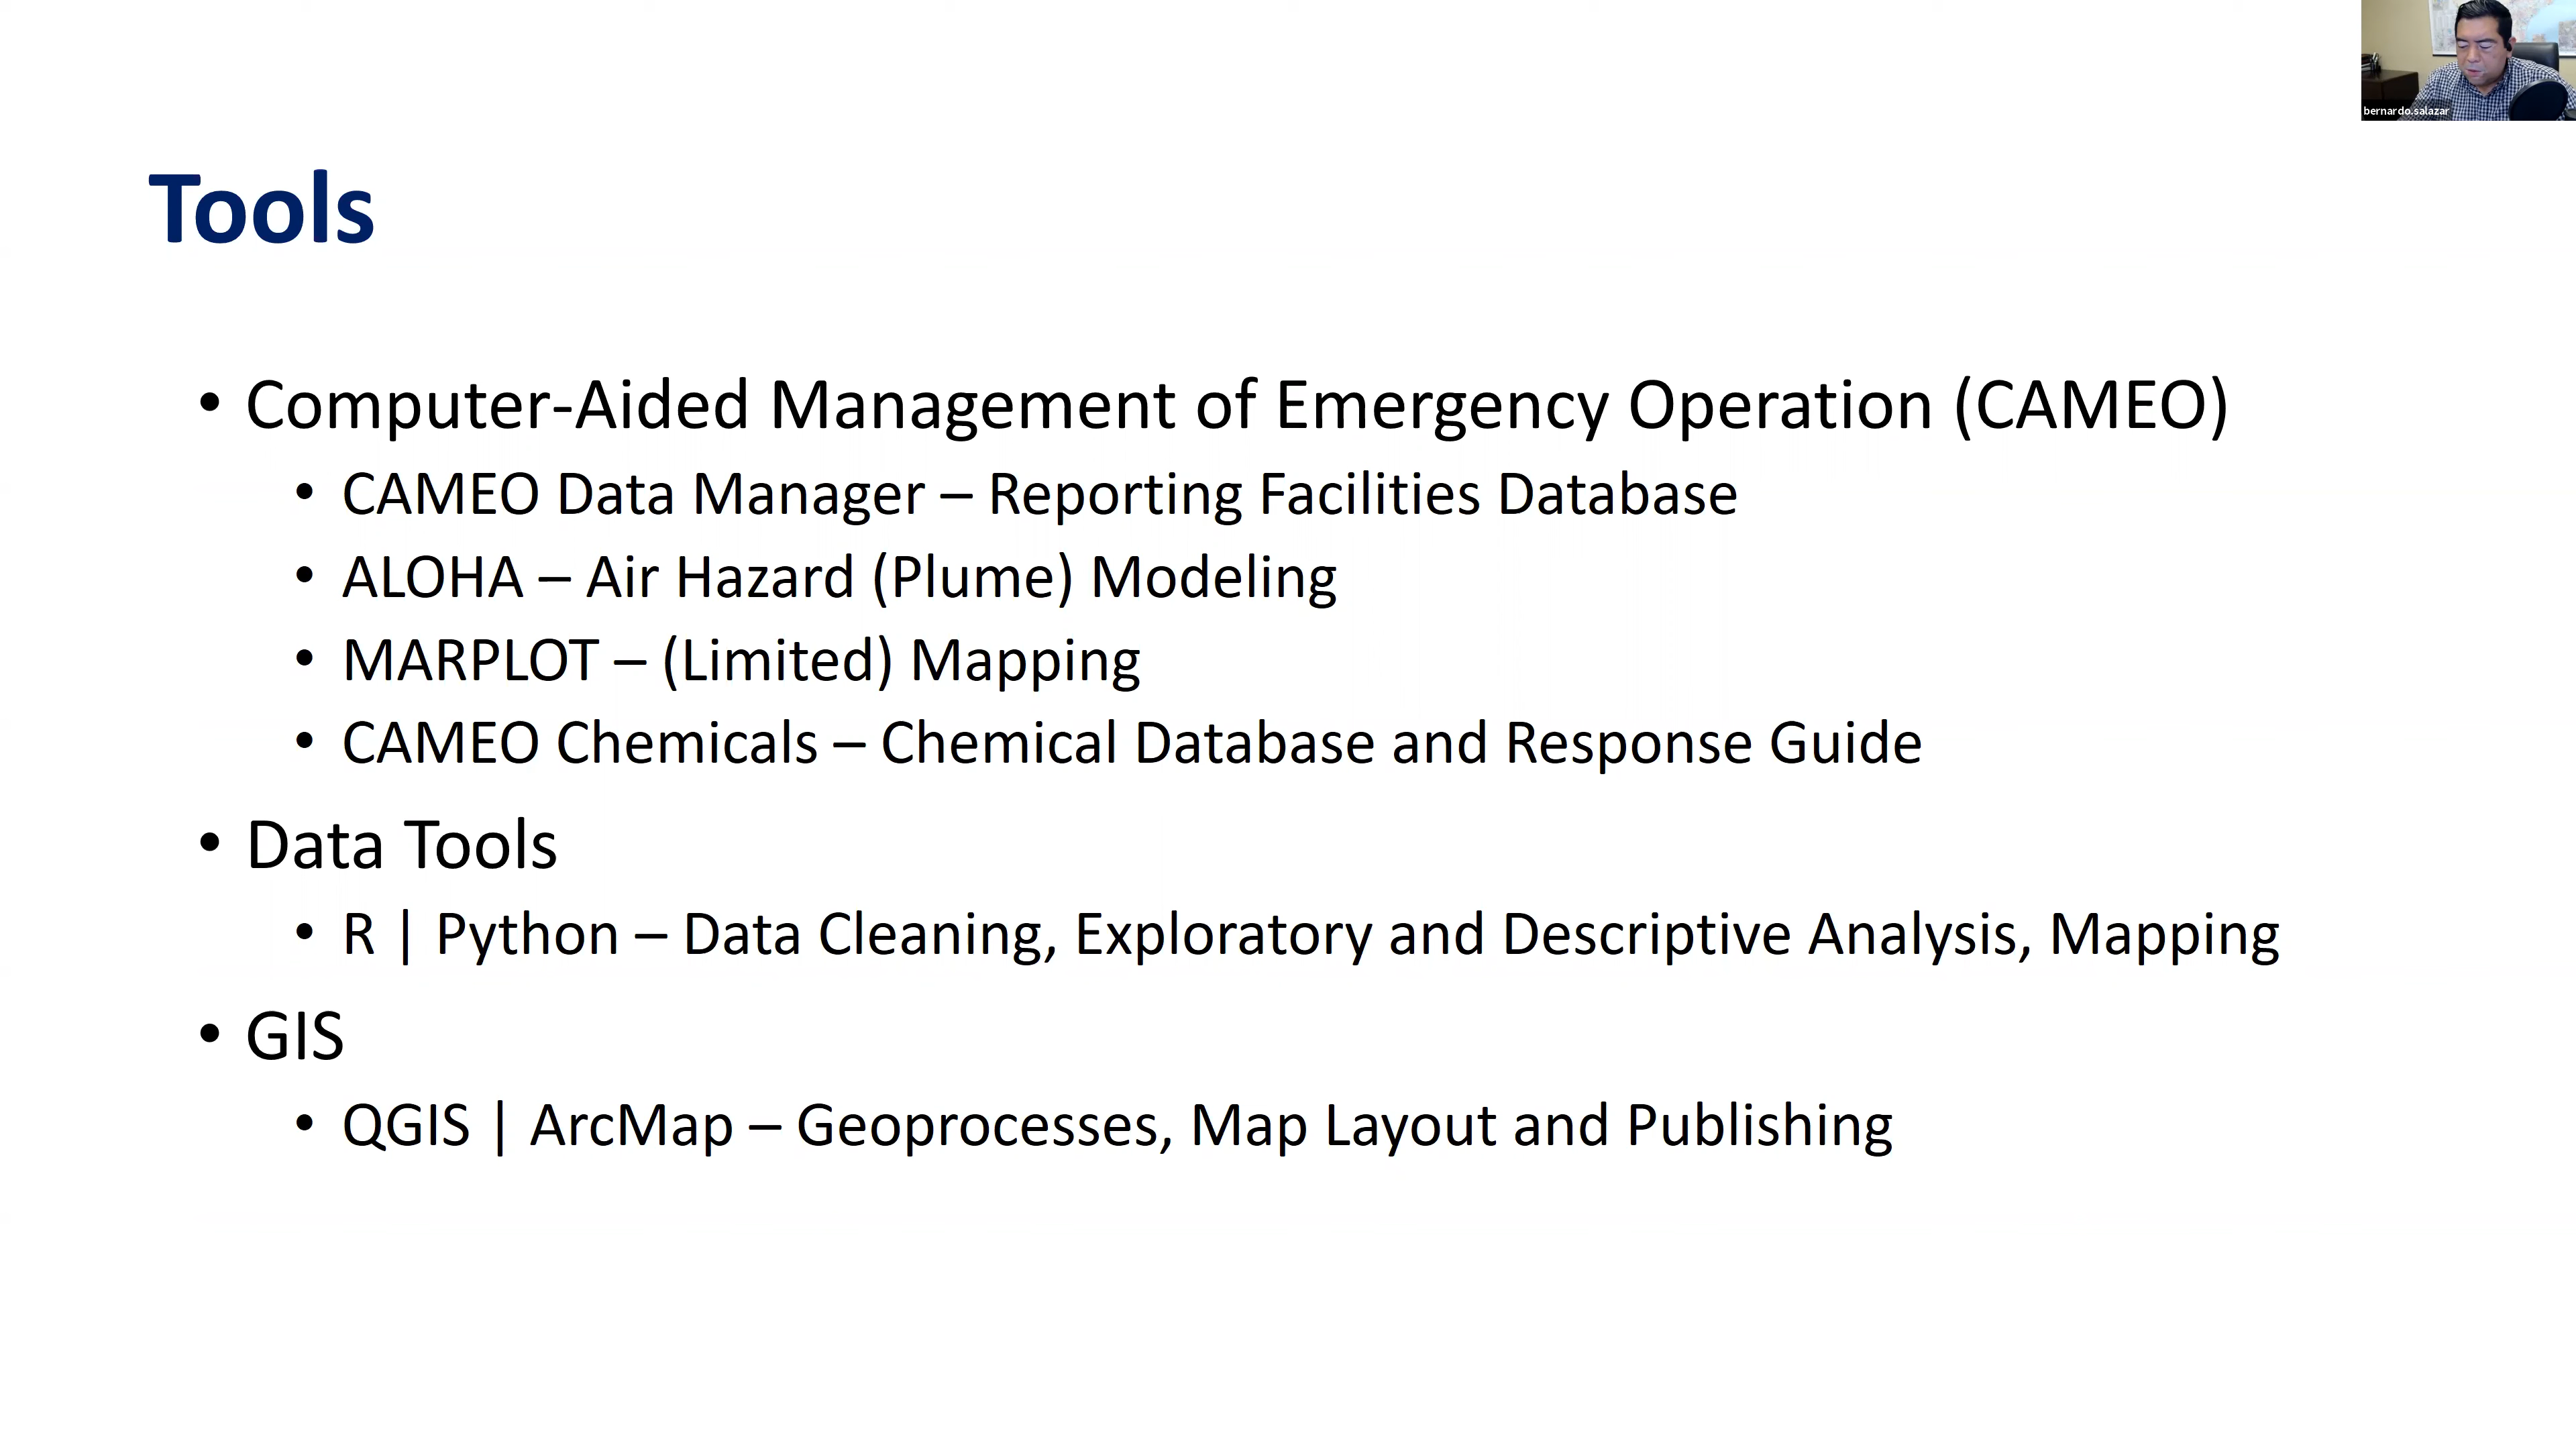 bernardo.salazar
Tools
• Computer-Aided Management of Emergency Operation (CAMEO)
• CAMEO Data Manager – Reporting Facilities Database
• ALOHA – Air Hazard (Plume) Modeling
• MARPLOT – (Limited) Mapping
• CAMEO Chemicals – Chemical Database and Response Guide
• Data Tools
• R | Python – Data Cleaning, Exploratory and Descriptive Analysis, Mapping
• GIS
• QGIS | ArcMap – Geoprocesses, Map Layout and Publishing